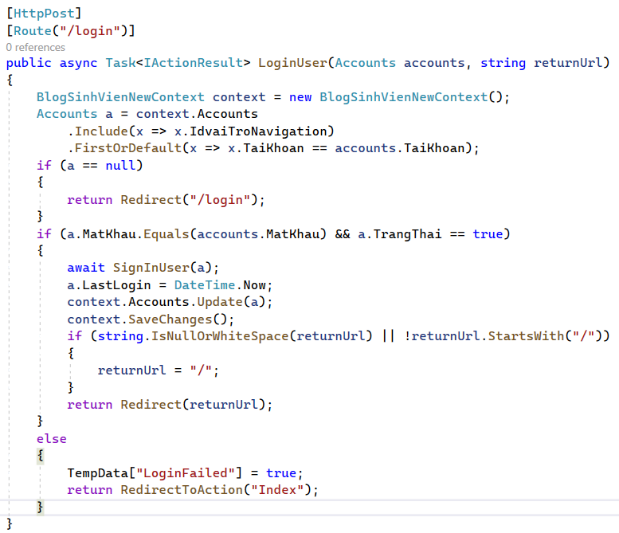 [HttpPost]
[Route("/login")]
0 references
public async Task<IActionResult> LoginUser(Accounts accounts, string returnUrl)
{
    BlogSinhVienNewContext context = new BlogSinhVienNewContext();
    Accounts a = context.Accounts
        .Include(x => x.IdvaiTroNavigation)
        .FirstOrDefault(x => x.TaiKhoan == accounts.TaiKhoan);
    if (a == null)
    {
        return Redirect("/login");
    }
    if (a.MatKhau.Equals(accounts.MatKhau) && a.TrangThai == true)
    {
        await SignInUser(a);
        a.LastLogin = DateTime.Now;
        context.Accounts.Update(a);
        context.SaveChanges();
        if (string.IsNullOrWhiteSpace(returnUrl) || !returnUrl.StartsWith("/"))
        {
            returnUrl = "/";
        }
        return Redirect(returnUrl);
    }
    else
    {
        TempData["LoginFailed"] = true;
        return RedirectToAction("Index");
    }
}